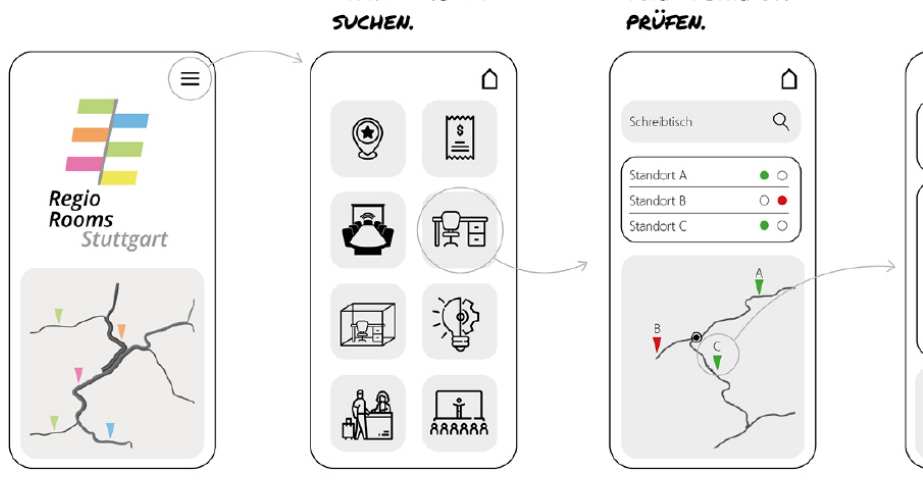 SUCHEN.
PRÜFEN.
Regio
Rooms
Stuttgart
$
Schreibtisch
Standort A
Standort B
Standort C
A
B
C